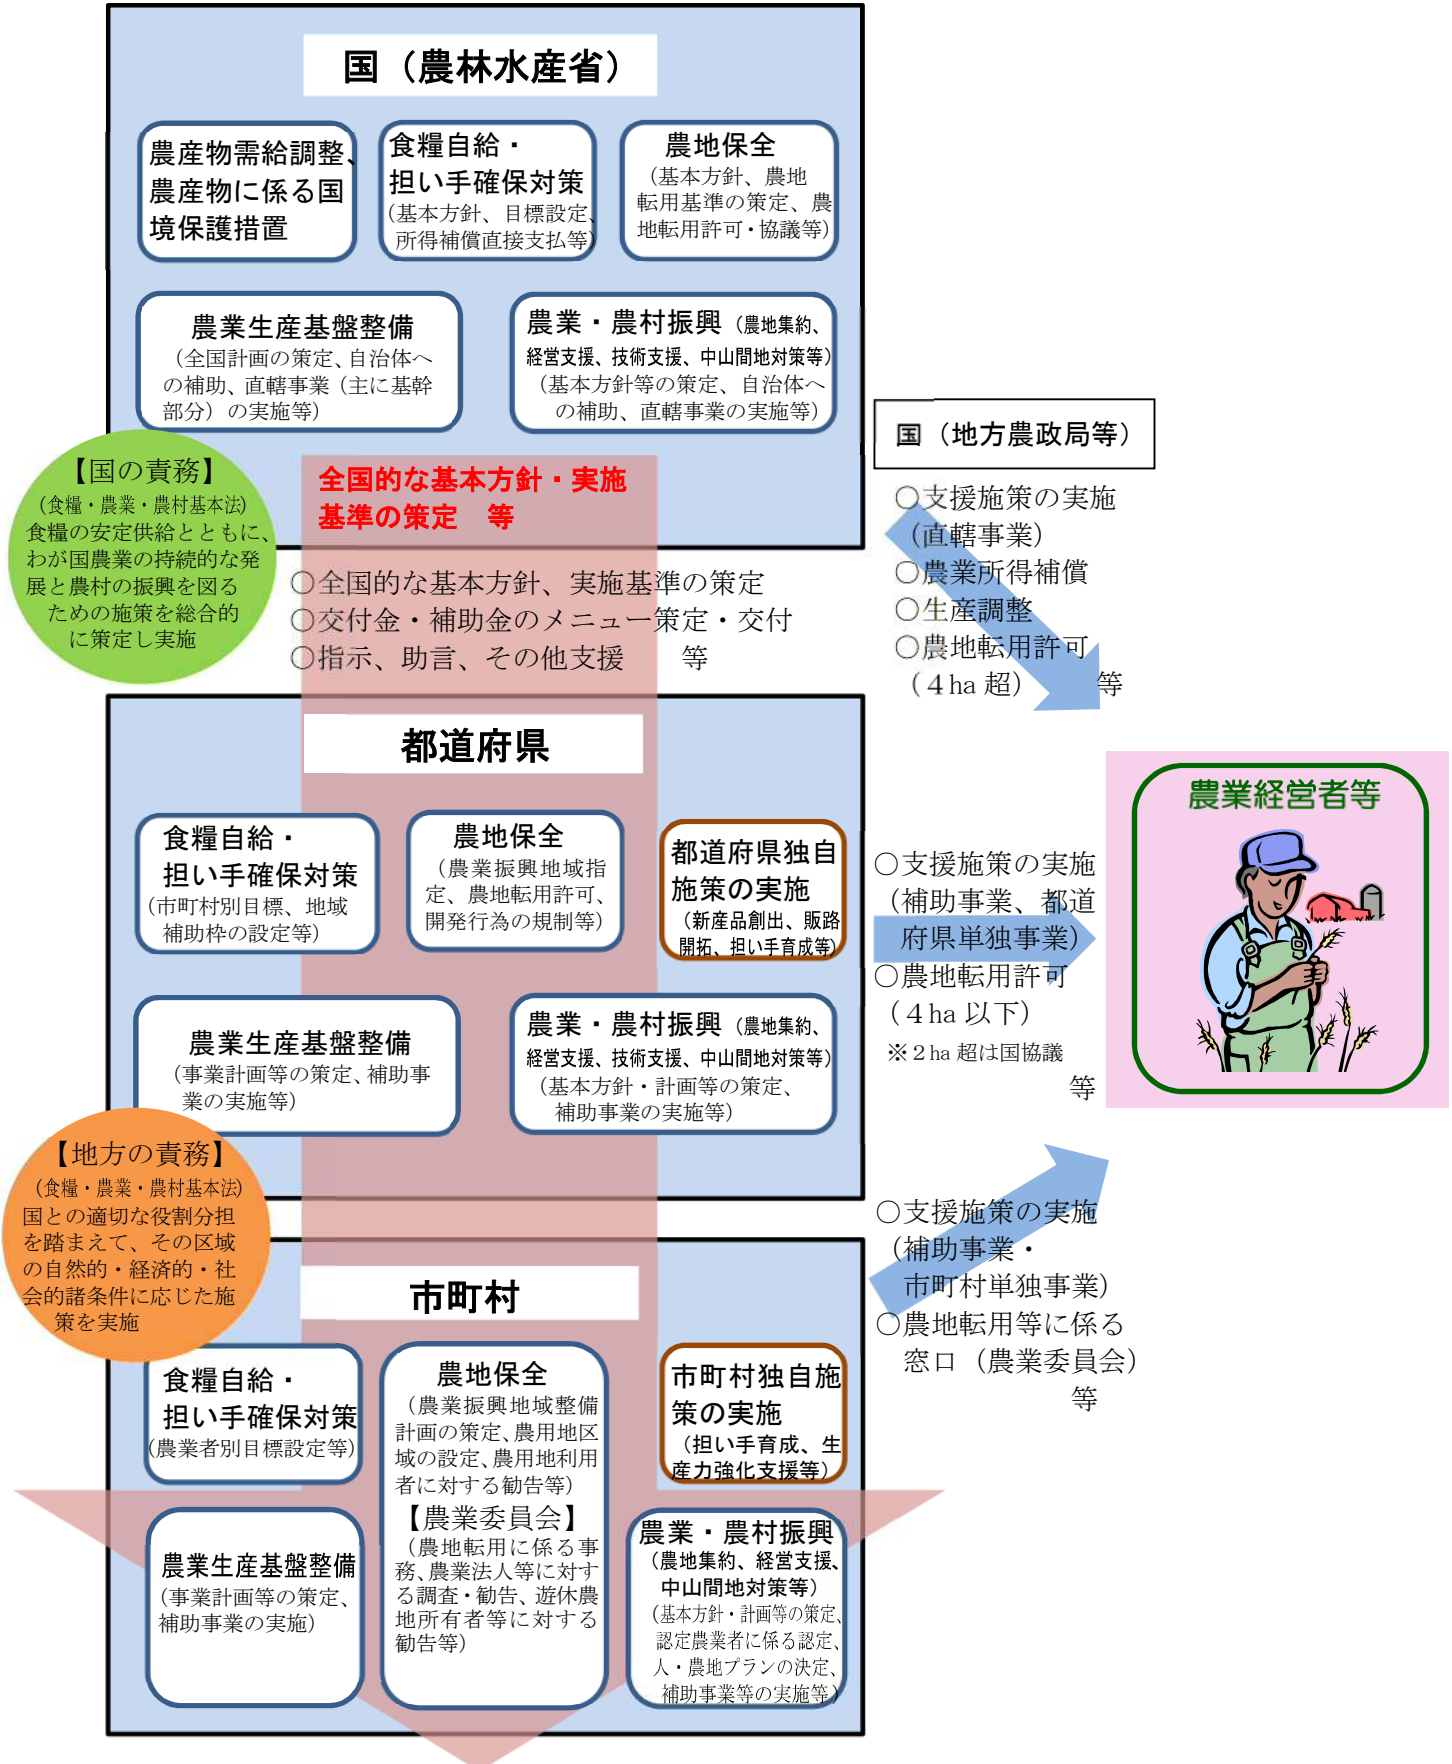 国（農林水産省）
農産物需給調整、
農産物に係る国
境保護措置
食糧自給・
担い手確保対策
(基本方針、目標設定、
所得補償直接支払等)
農地保全
（基本方針、農地
転用基準の策定、農
地転用許可・協議等）
農業生産基盤整備
（全国計画の策定、自治体へ
の補助、直轄事業（主に基幹
部分）の実施等）
農業・農村振興（農地集約、
経営支援、技術支援、中山間地対策等）
（基本方針等の策定、自治体へ
の補助、直轄事業の実施等）
【国の責務】
(食糧・農業・農村基本法)
食糧の安定供給とともに、
わが国農業の持続的な発
展と農村の振興を図る
ための施策を総合的
に策定し実施
全国的な基本方針・実施
基準の策定　等
○全国的な基本方針、実施基準の策定
○交付金・補助金のメニュー策定・交付
○指示、助言、その他支援　　等
国（地方農政局等）
○支援施策の実施
（直轄事業）
○農業所得補償
○生産調整
○農地転用許可
（４ha 超）　　　等
都道府県
食糧自給・
担い手確保対策
（市町村別目標、地域
補助枠の設定等）
農地保全
（農業振興地域指
定、農地転用許可、
開発行為の規制等）
都道府県独自
施策の実施
（新産品創出、販路
開拓、担い手育成等）
農業生産基盤整備
（事業計画等の策定、補助事
業の実施等）
農業・農村振興（農地集約、
経営支援、技術支援、中山間地対策等）
（基本方針・計画等の策定、
補助事業の実施等）
○支援施策の実施
（補助事業、都道
府県単独事業）
○農地転用許可
（４ha 以下）
※２ha 超は国協議
等
農業経営者等
【地方の責務】
(食糧・農業・農村基本法)
国との適切な役割分担
を踏まえて、その区域
の自然的・経済的・社
会的諸条件に応じた施
策を実施
市町村
食糧自給・
担い手確保対策
（農業者別目標設定等）
農地保全
（農業振興地域整備
計画の策定、農用地区
域の設定、農用地利用
者に対する勧告等）
【農業委員会】
（農地転用に係る事
務、農業法人等に対す
る調査・勧告、遊休農
地所有者等に対する
勧告等）
市町村独自施
策の実施
（担い手育成、生
産力強化支援等）
農業生産基盤整備
（事業計画等の策定、
補助事業の実施）
農業・農村振興
（農地集約、経営支援、
中山間地対策等）
（基本方針・計画等の策定、
認定農業者に係る認定、
人・農地プランの決定、
補助事業等の実施等）
○支援施策の実施
（補助事業・
市町村単独事業）
○農地転用等に係る
窓口（農業委員会）
等